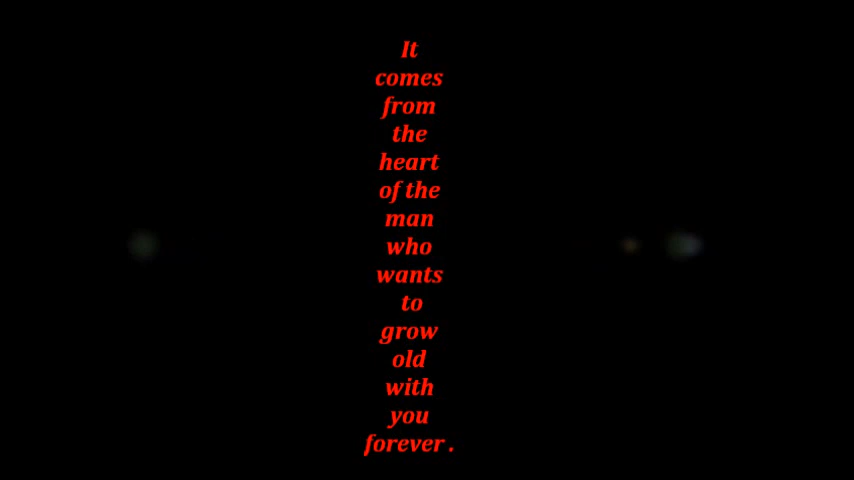 It
comes
from
the
heart
of the
man
who
wants
to
grow
old
with
you
forever .